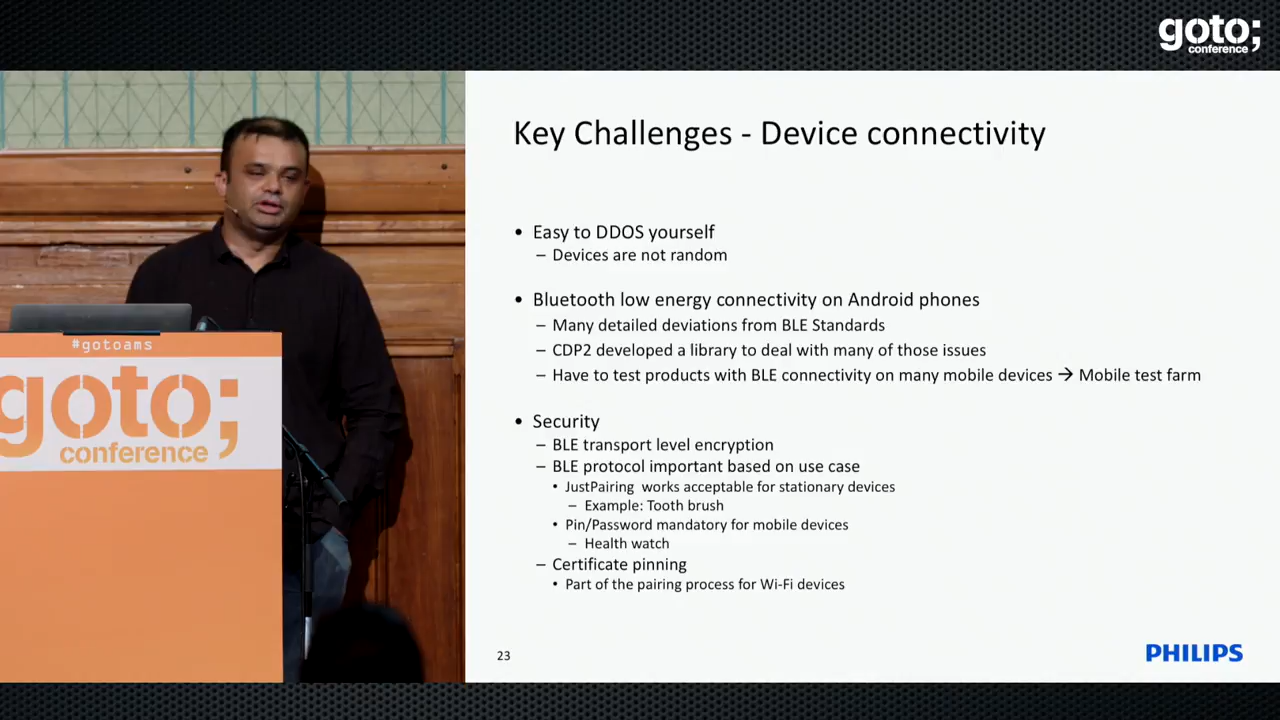 goto;
conference
Key Challenges - Device connectivity
• Easy to DDOS yourself
– Devices are not random
• Bluetooth low energy connectivity on Android phones
– Many detailed deviations from BLE Standards
– CDP2 developed a library to deal with many of those issues
– Have to test products with BLE connectivity on many mobile devices → Mobile test farm
• Security
– BLE transport level encryption
– BLE protocol important based on use case
• JustPairing works acceptable for stationary devices
– Example: Tooth brush
• Pin/Password mandatory for mobile devices
– Health watch
– Certificate pinning
• Part of the pairing process for Wi-Fi devices
23
PHILIPS
#gotoams
goto;
conference